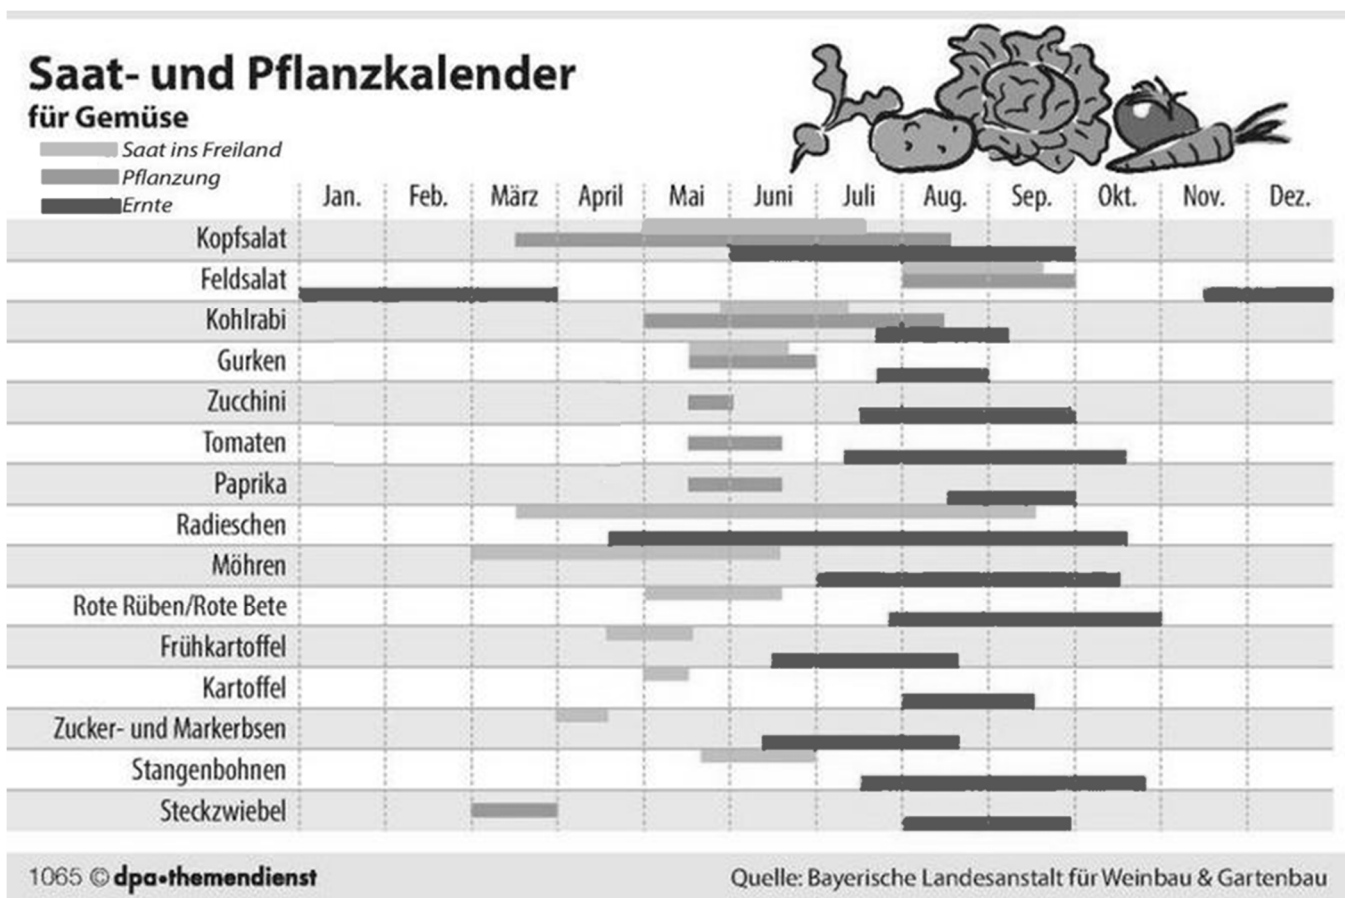 Saat- und Pflanzkalender
für Gemüse
Saat ins Freiland
Pflanzung
Ernte
Jan. Feb. März April Mai Juni Juli Aug. Sep. Okt. Nov. Dez.
Kopfsalat
Feldsalat
Kohlrabi
Gurken
Zucchini
Tomaten
Paprika
Radieschen
Möhren
Rote Rüben/Rote Bete
Frühkartoffel
Kartoffel
Zucker- und Markerbsen
Stangenbohnen
Steckzwiebel
1065 © dpa•themendienst
Quelle: Bayerische Landesanstalt für Weinbau & Gartenbau